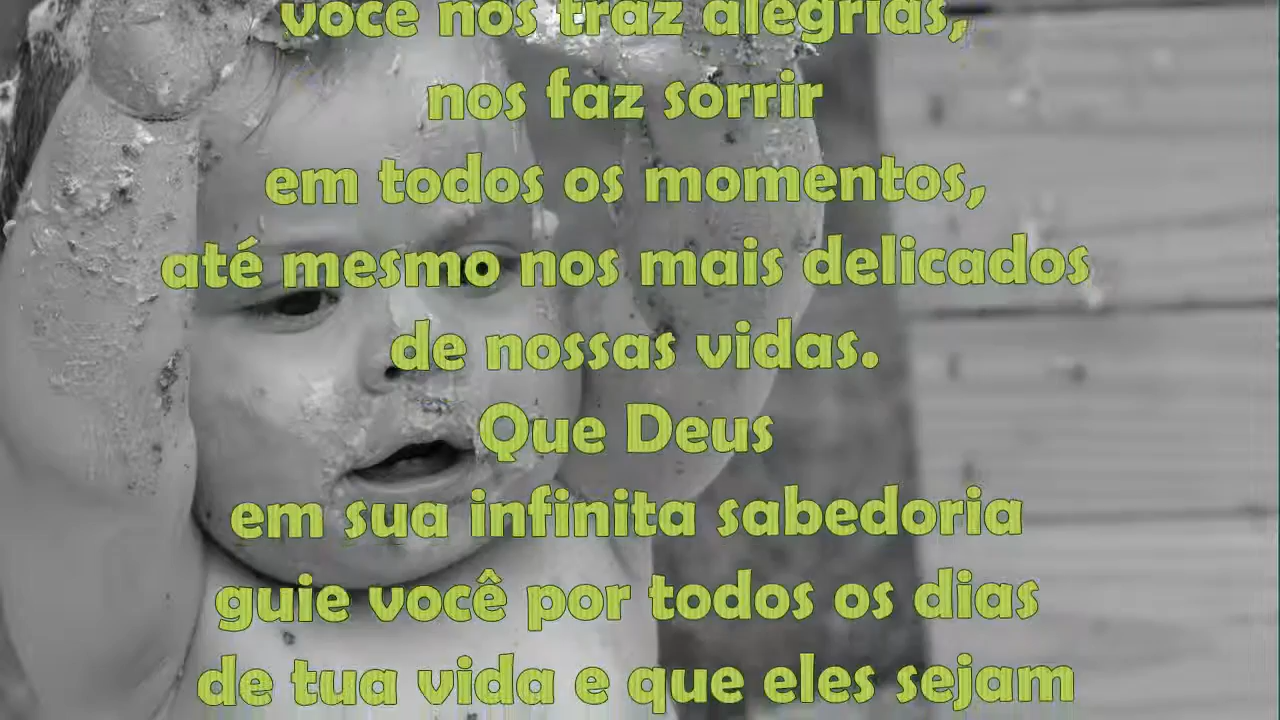 você nos traz alegrias,
nos faz sorrir
em todos os momentos,
até mesmo nos mais delicados
de nossas vidas.
Que Deus
em sua infinita sabedoria
guie você por todos os dias
de tua vida e que eles sejam